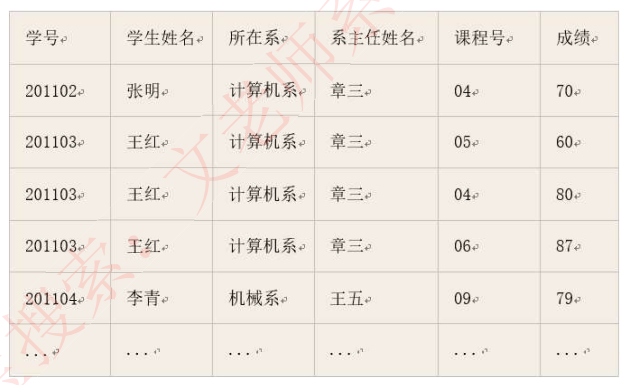 学号 学生姓名 所在系 系主任姓名 课程号 成绩
201102 张明 计算机系 章三 04 70
201103 王红 计算机系 章三 05 60
201103 王红 计算机系 章三 04 80
201103 王红 计算机系 章三 06 87
201104 李青 机械系 王五 09 79
... ... ... ... ... ...
搜索:文老师